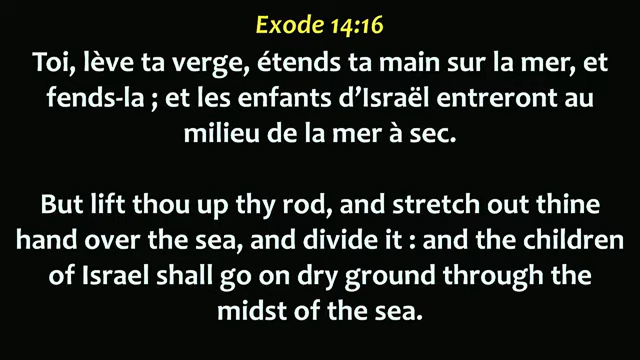 Exode 14:16
Toi, lève ta verge, étends ta main sur la mer, et
fends-la ; et les enfants d’Israël entreront au
milieu de la mer à sec.
But lift thou up thy rod, and stretch out thine
hand over the sea, and divide it : and the children
of Israel shall go on dry ground through the
midst of the sea.